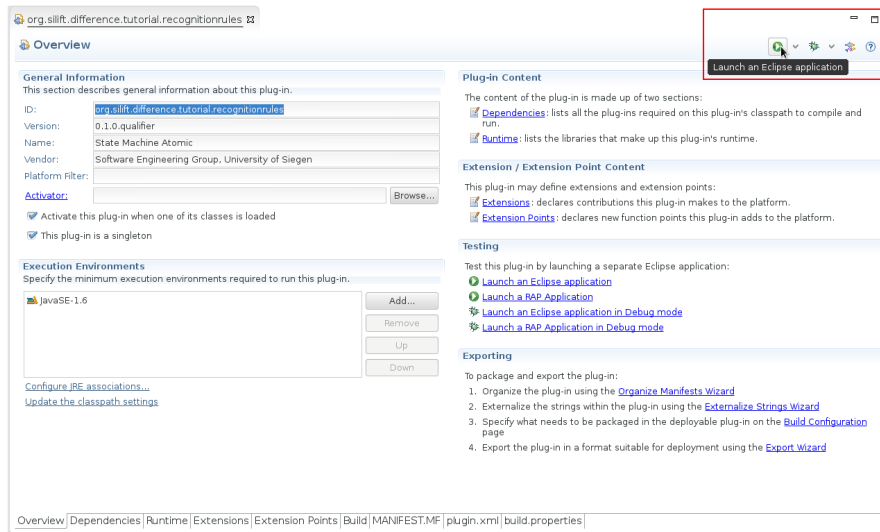 org.silift.difference.tutorial.recognitionrules
Overview
Launch an Eclipse application
General Information
This section describes general information about this plug-in.
ID: org.silift.difference.tutorial.recognitionrules
Version: 0.1.0.qualifier
Name: State Machine Atomic
Vendor: Software Engineering Group, University of Siegen
Platform Filter:
Activator: Browse...
Activate this plug-in when one of its classes is loaded
This plug-in is a singleton
Execution Environments
Specify the minimum execution environments required to run this plug-in.
JavaSE-1.6
Add...
Remove
Up
Down
Configure JRE associations...
Update the classpath settings
Plug-in Content
The content of the plug-in is made up of two sections:
Dependencies: lists all the plugins required on this plug-in's classpath to compile and
run.
Runtime: lists the libraries that make up this plug-in's runtime.
Extension / Extension Point Content
This plug-in may define extensions and extension points:
Extensions: declares contributions this plug-in makes to the platform.
Extension Points: declares new function points this plug-in adds to the platform.
Testing
Test this plug-in by launching a separate Eclipse application:
Launch an Eclipse application
Launch a RAP Application
Launch an Eclipse application in Debug mode
Launch a RAP Application in Debug mode
Exporting
To package and export the plug-in:
1. Organize the plug-in using the Organize Manifests Wizard
2. Externalize the strings within the plug-in using the Externalize Strings Wizard
3. Specify what needs to be packaged in the deployable plug-in on the Build Configuration
page
4. Export the plug-in in a format suitable for deployment using the Export Wizard
Overview Dependencies Runtime Extensions Extension Points Build MANIFEST.MF plugin.xml build.properties